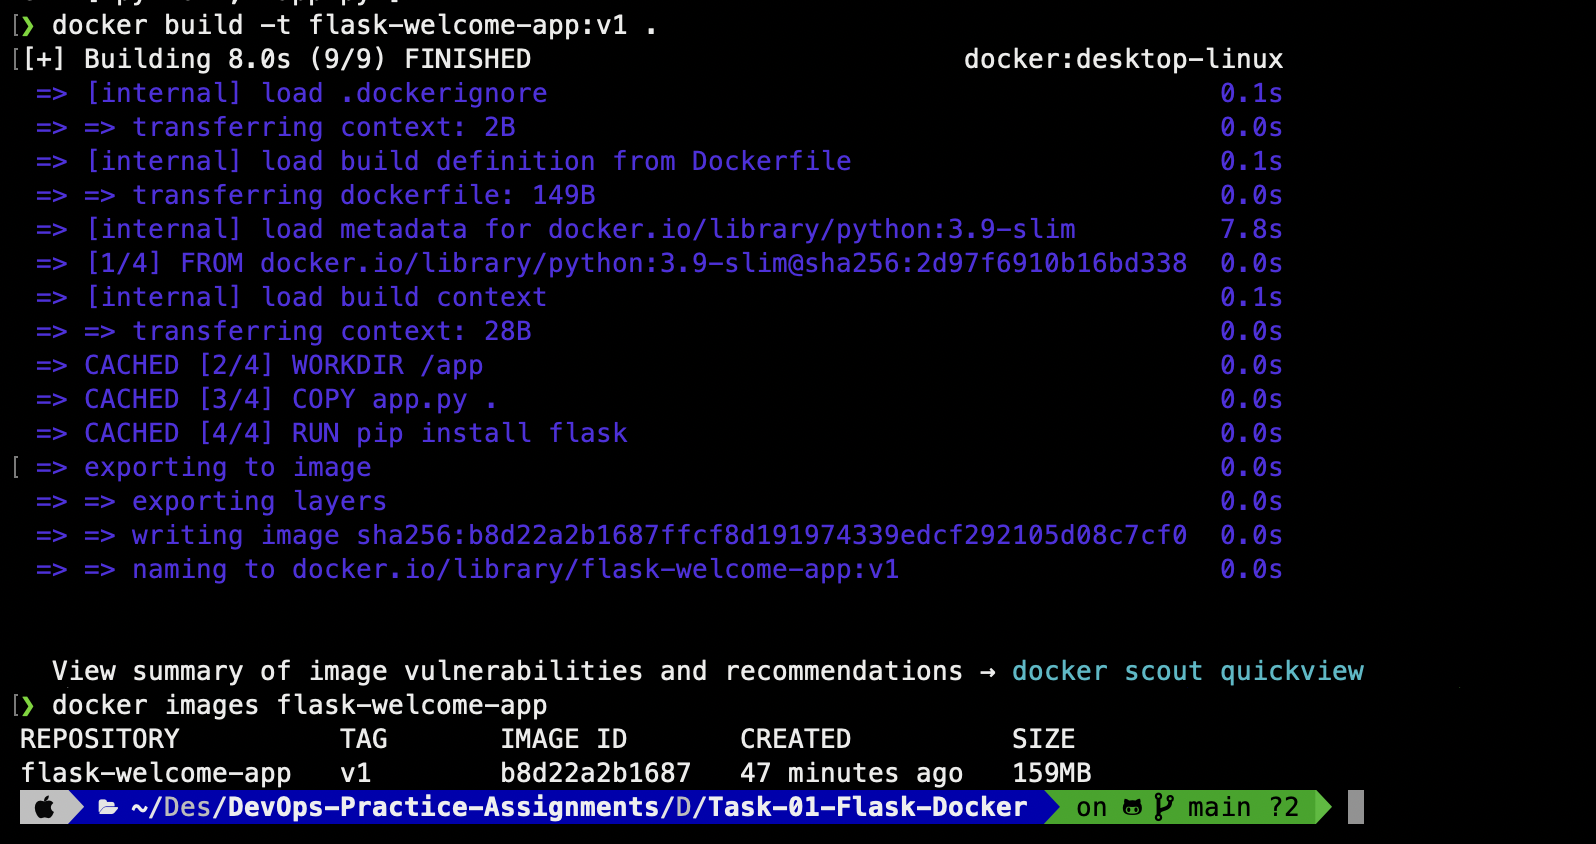 [❯ docker build -t flask-welcome-app:v1 .
[[+] Building 8.0s (9/9) FINISHED docker:desktop-linux
=> [internal] load .dockerignore 0.1s
=> => transferring context: 2B 0.0s
=> [internal] load build definition from Dockerfile 0.1s
=> => transferring dockerfile: 149B 0.0s
=> [internal] load metadata for docker.io/library/python:3.9-slim 7.8s
=> [1/4] FROM docker.io/library/python:3.9-slim@sha256:2d97f6910b16bd338 0.0s
=> [internal] load build context 0.1s
=> => transferring context: 28B 0.0s
=> CACHED [2/4] WORKDIR /app 0.0s
=> CACHED [3/4] COPY app.py . 0.0s
=> CACHED [4/4] RUN pip install flask 0.0s
[ => exporting to image 0.0s
=> => exporting layers 0.0s
=> => writing image sha256:b8d22a2b1687ffcf8d191974339edcf292105d08c7cf0 0.0s
=> => naming to docker.io/library/flask-welcome-app:v1 0.0s
View summary of image vulnerabilities and recommendations → docker scout quickview
[❯ docker images flask-welcome-app
REPOSITORY TAG IMAGE ID CREATED SIZE
flask-welcome-app v1 b8d22a2b1687 47 minutes ago 159MB
~/Des/DevOps-Practice-Assignments/D/Task-01-Flask-Docker on main ?2